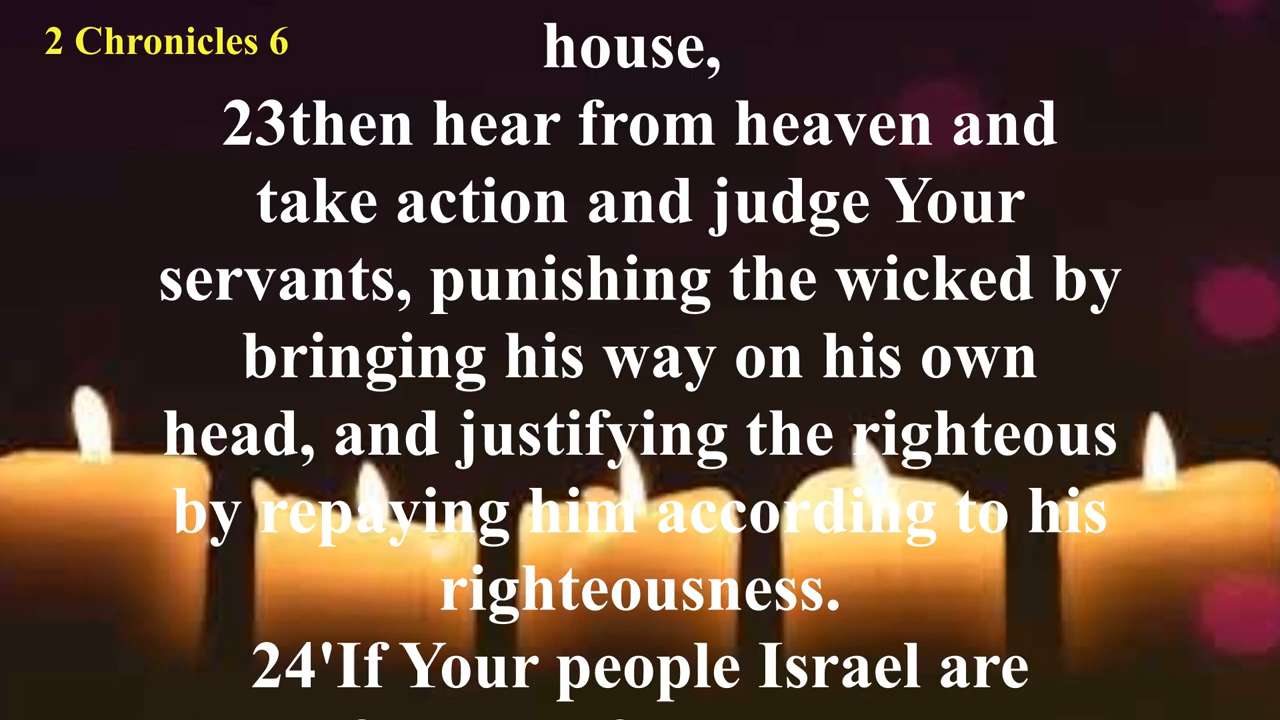 2 Chronicles 6
house,
23then hear from heaven and
take action and judge Your
servants, punishing the wicked by
bringing his way on his own
head, and justifying the righteous
by repaying him according to his
righteousness.
24'If Your people Israel are